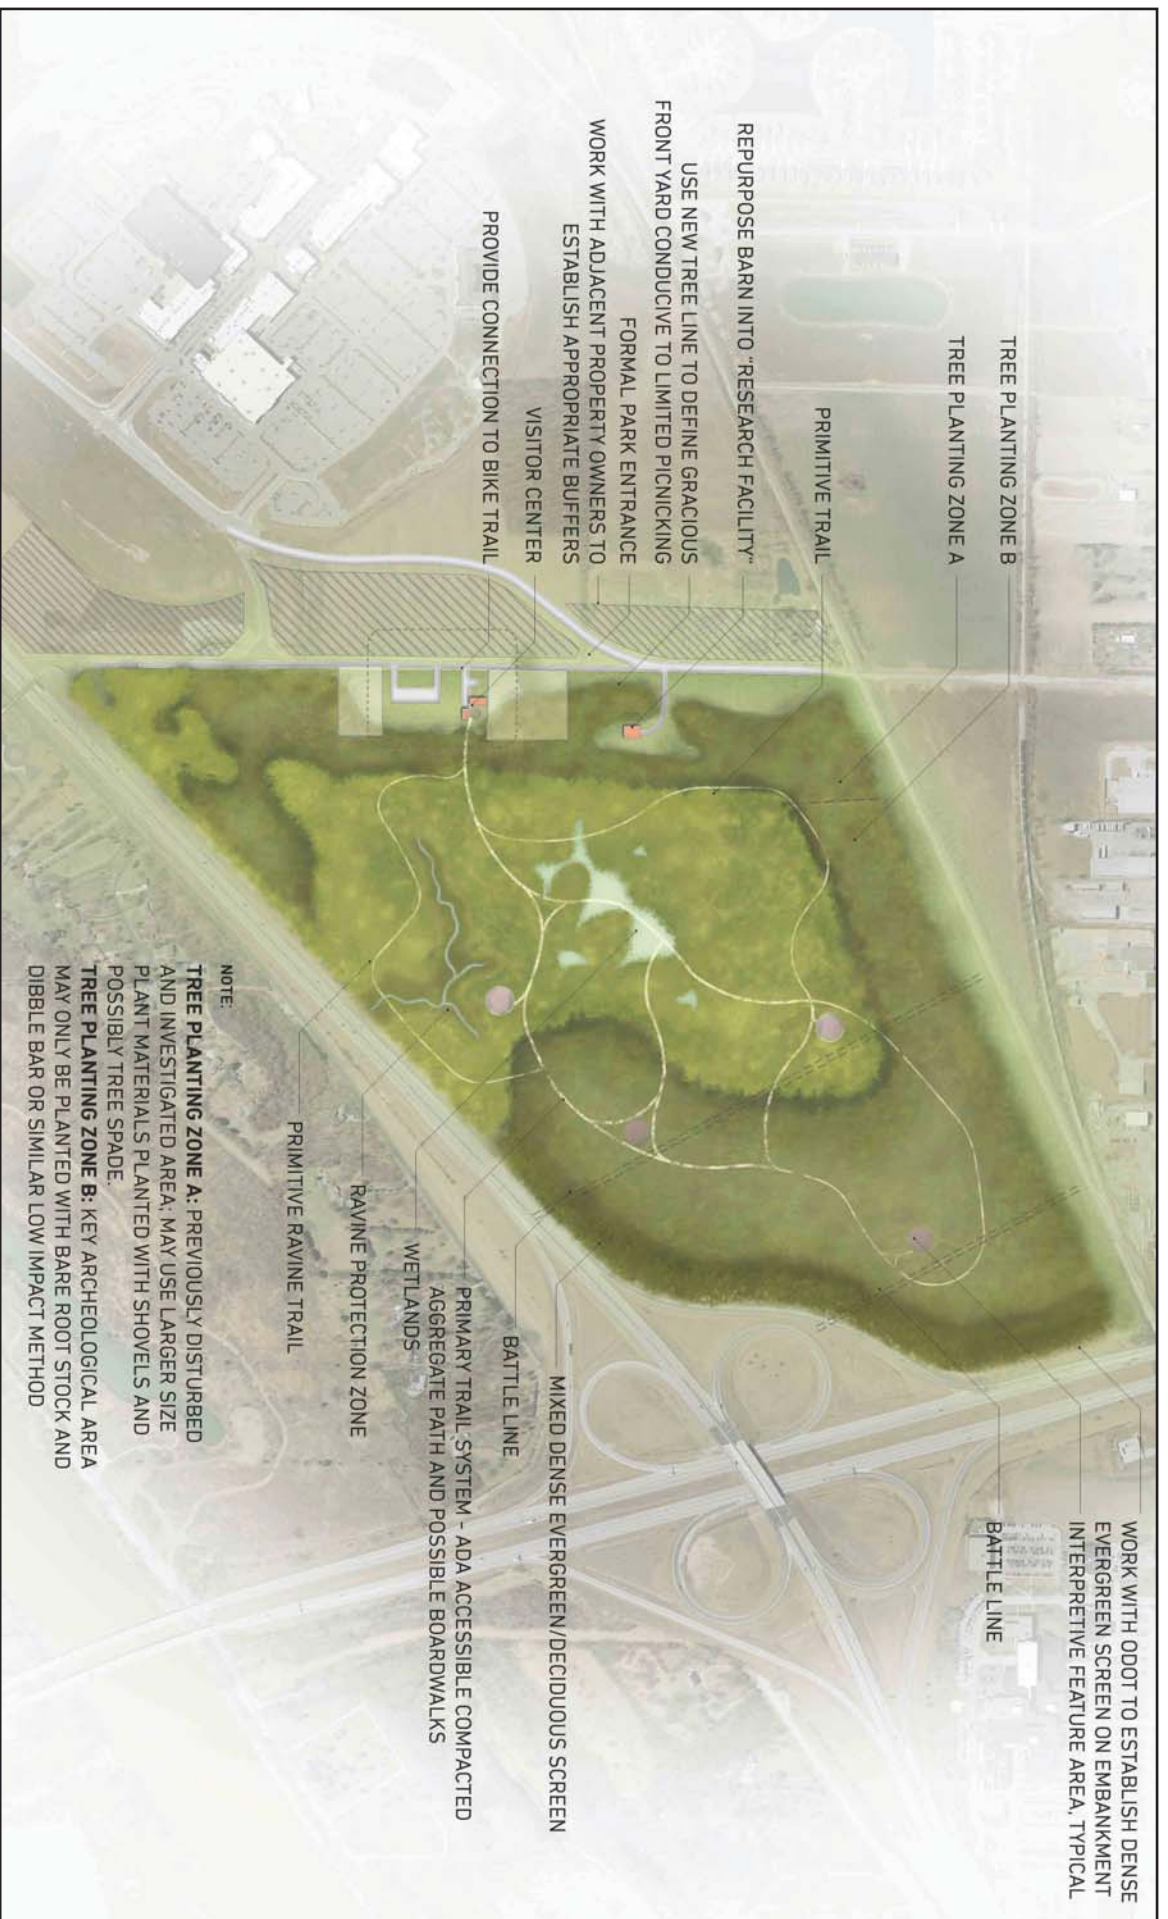 TREE PLANTING ZONE B
TREE PLANTING ZONE A
PRIMITIVE TRAIL
REPURPOSE BARN INTO "RESEARCH FACILITY"
USE NEW TREE LINE TO DEFINE GRACIOUS
FRONT YARD CONDUCIVE TO LIMITED PICNICKING
FORMAL PARK ENTRANCE
WORK WITH ADJACENT PROPERTY OWNERS TO
ESTABLISH APPROPRIATE BUFFERS
VISITOR CENTER
PROVIDE CONNECTION TO BIKE TRAIL
WORK WITH ODOT TO ESTABLISH DENSE
EVERGREEN SCREEN ON EMBANKMENT
INTERPRETIVE FEATURE AREA, TYPICAL
BATTLE LINE
MIXED DENSE EVERGREEN/DECIDUOUS SCREEN
BATTLE LINE
PRIMARY TRAIL SYSTEM - ADA ACCESSIBLE COMPACTED
AGGREGATE PATH AND POSSIBLE BOARDWALKS
WETLANDS
RAVINE PROTECTION ZONE
PRIMITIVE RAVINE TRAIL
NOTE:
TREE PLANTING ZONE A: PREVIOUSLY DISTURBED
AND INVESTIGATED AREA; MAY USE LARGER SIZE
PLANT MATERIALS PLANTED WITH SHOVELS AND
POSSIBLY TREE SPADE.
TREE PLANTING ZONE B: KEY ARCHEOLOGICAL AREA
MAY ONLY BE PLANTED WITH BARE ROOT STOCK AND
DIBBLE BAR OR SIMILAR LOW IMPACT METHOD